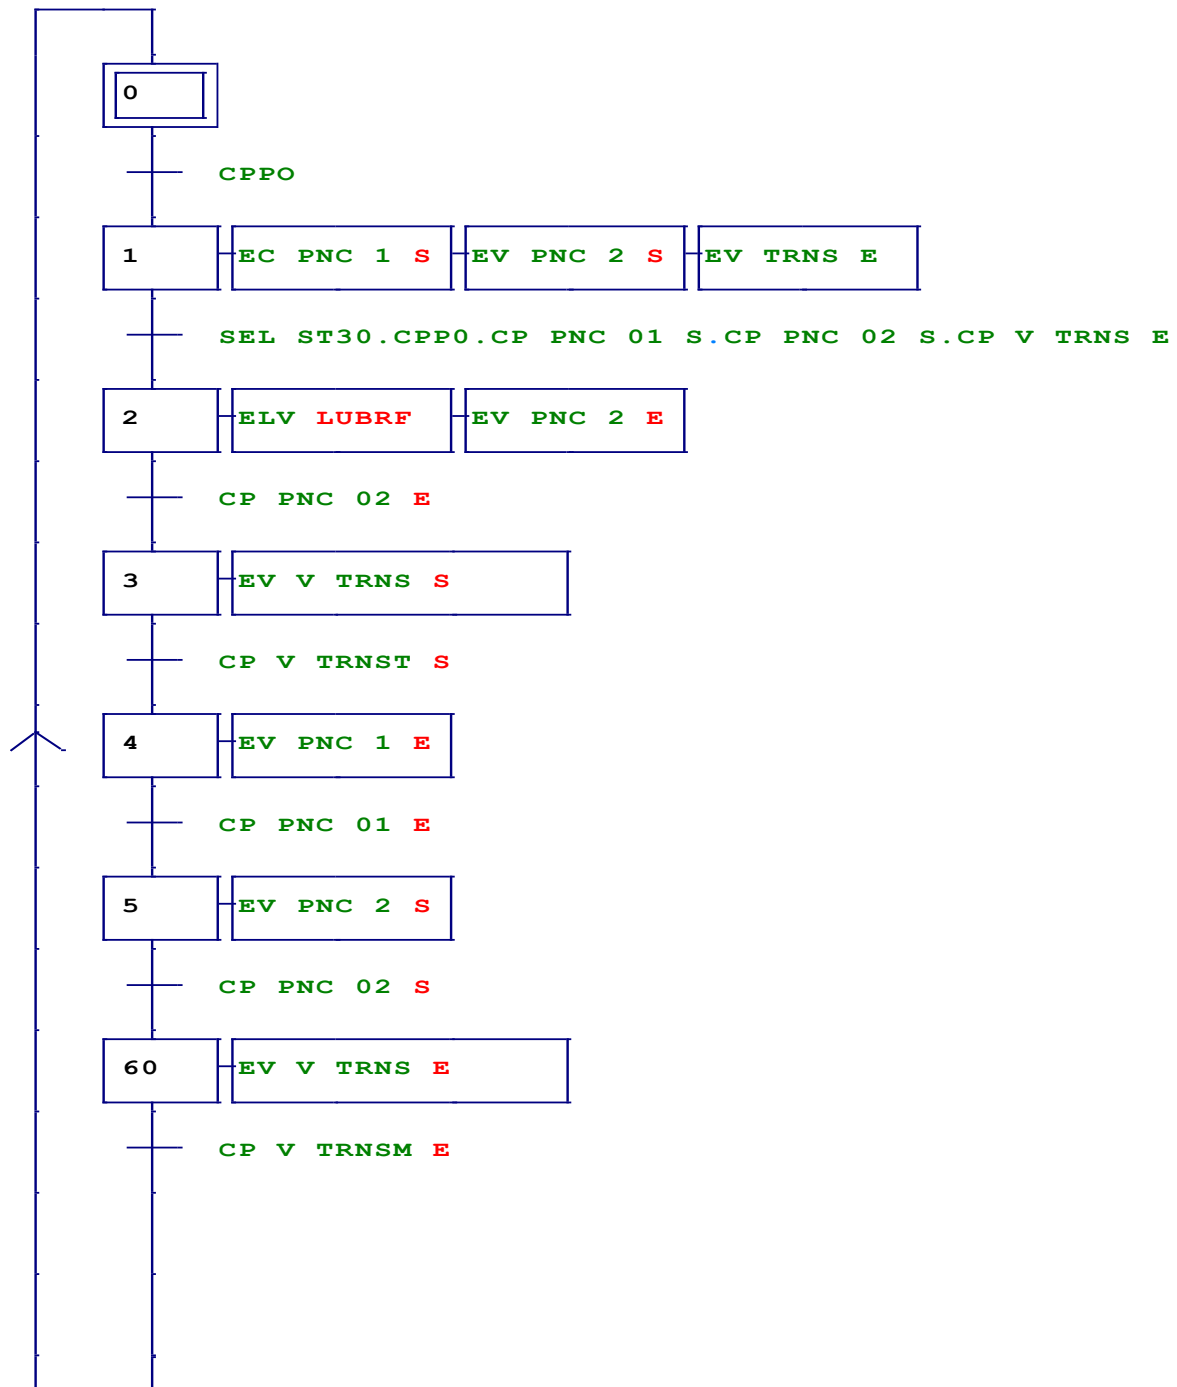 0
CPPO
1 EC PNC 1 S EV PNC 2 S EV TRNS E
SEL ST30.CPP0.CP PNC 01 S.CP PNC 02 S.CP V TRNS E
2 ELV LUBRF EV PNC 2 E
CP PNC 02 E
3 EV V TRNS S
CP V TRNST S
4 EV PNC 1 E
CP PNC 01 E
5 EV PNC 2 S
CP PNC 02 S
60 EV V TRNS E
CP V TRNSM E